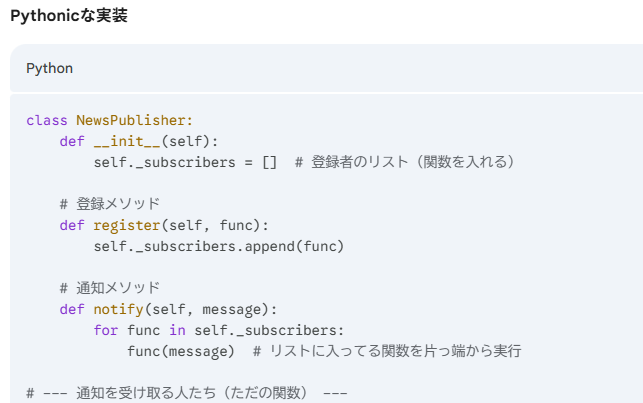 Pythonicな実装
Python
class NewsPublisher:
    def __init__(self):
        self._subscribers = []  # 登録者のリスト（関数を入れる）

    # 登録メソッド
    def register(self, func):
        self._subscribers.append(func)

    # 通知メソッド
    def notify(self, message):
        for func in self._subscribers:
            func(message)  # リストに入ってる関数を片っ端から実行

# --- 通知を受け取る人たち（ただの関数） ---